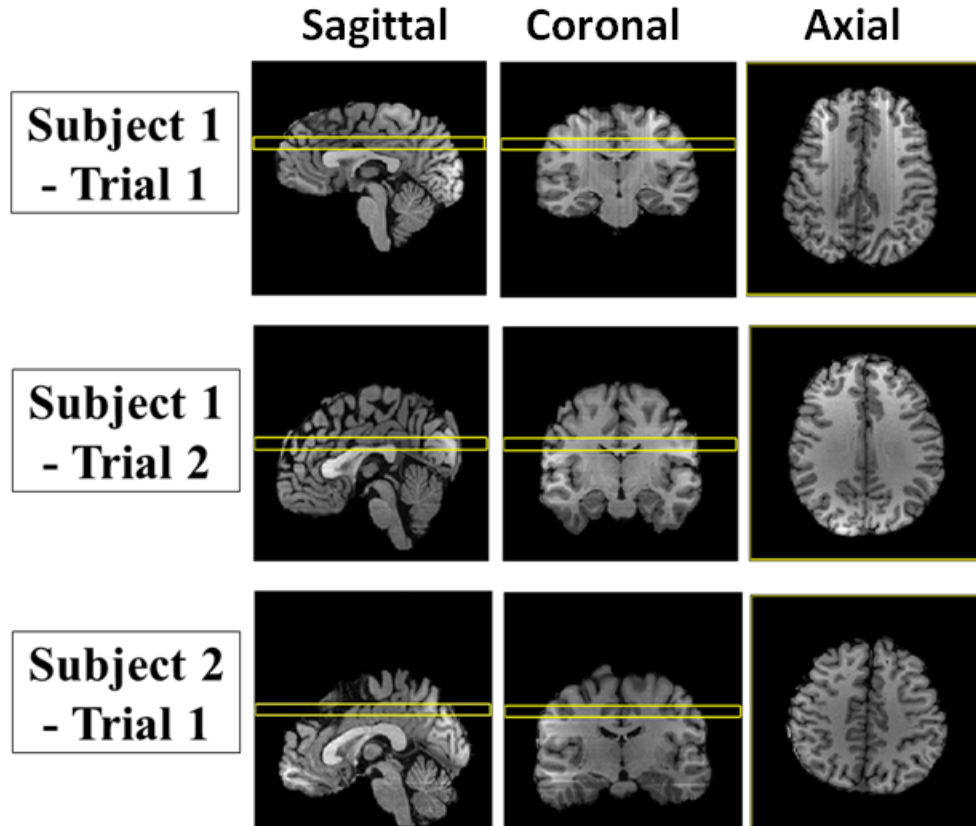 Sagittal Coronal Axial
Subject 1
- Trial 1
Subject 1
- Trial 2
Subject 2
- Trial 1